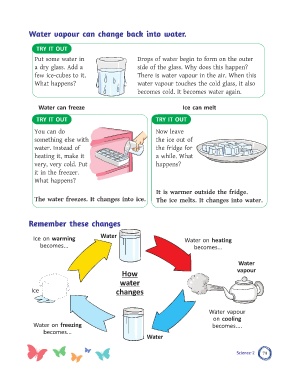 Water vapour can change back into water.
TRY IT OUT
Put some water in
a dry glass. Add a
few ice-cubes to it.
What happens?
Drops of water begin to form on the outer
side of the glass. Why does this happen?
There is water vapour in the air. When this
water vapour touches the cold glass, it also
becomes cold. It becomes water again.
Water can freeze
TRY IT OUT
You can do
something else with
water. Instead of
heating it, make it
very, very cold. Put
it in the freezer.
What happens?
The water freezes. It changes into ice.
Ice can melt
TRY IT OUT
Now leave
the ice out of
the fridge for
a while. What
happens?
It is warmer outside the fridge.
The ice melts. It changes into water.
Remember these changes
Ice on warming
becomes...
Water
Water on heating
becomes...
Water
vapour
How
water
changes
Ice
Water vapour
on cooling
becomes....
Water on freezing
becomes...
Water
Science-2